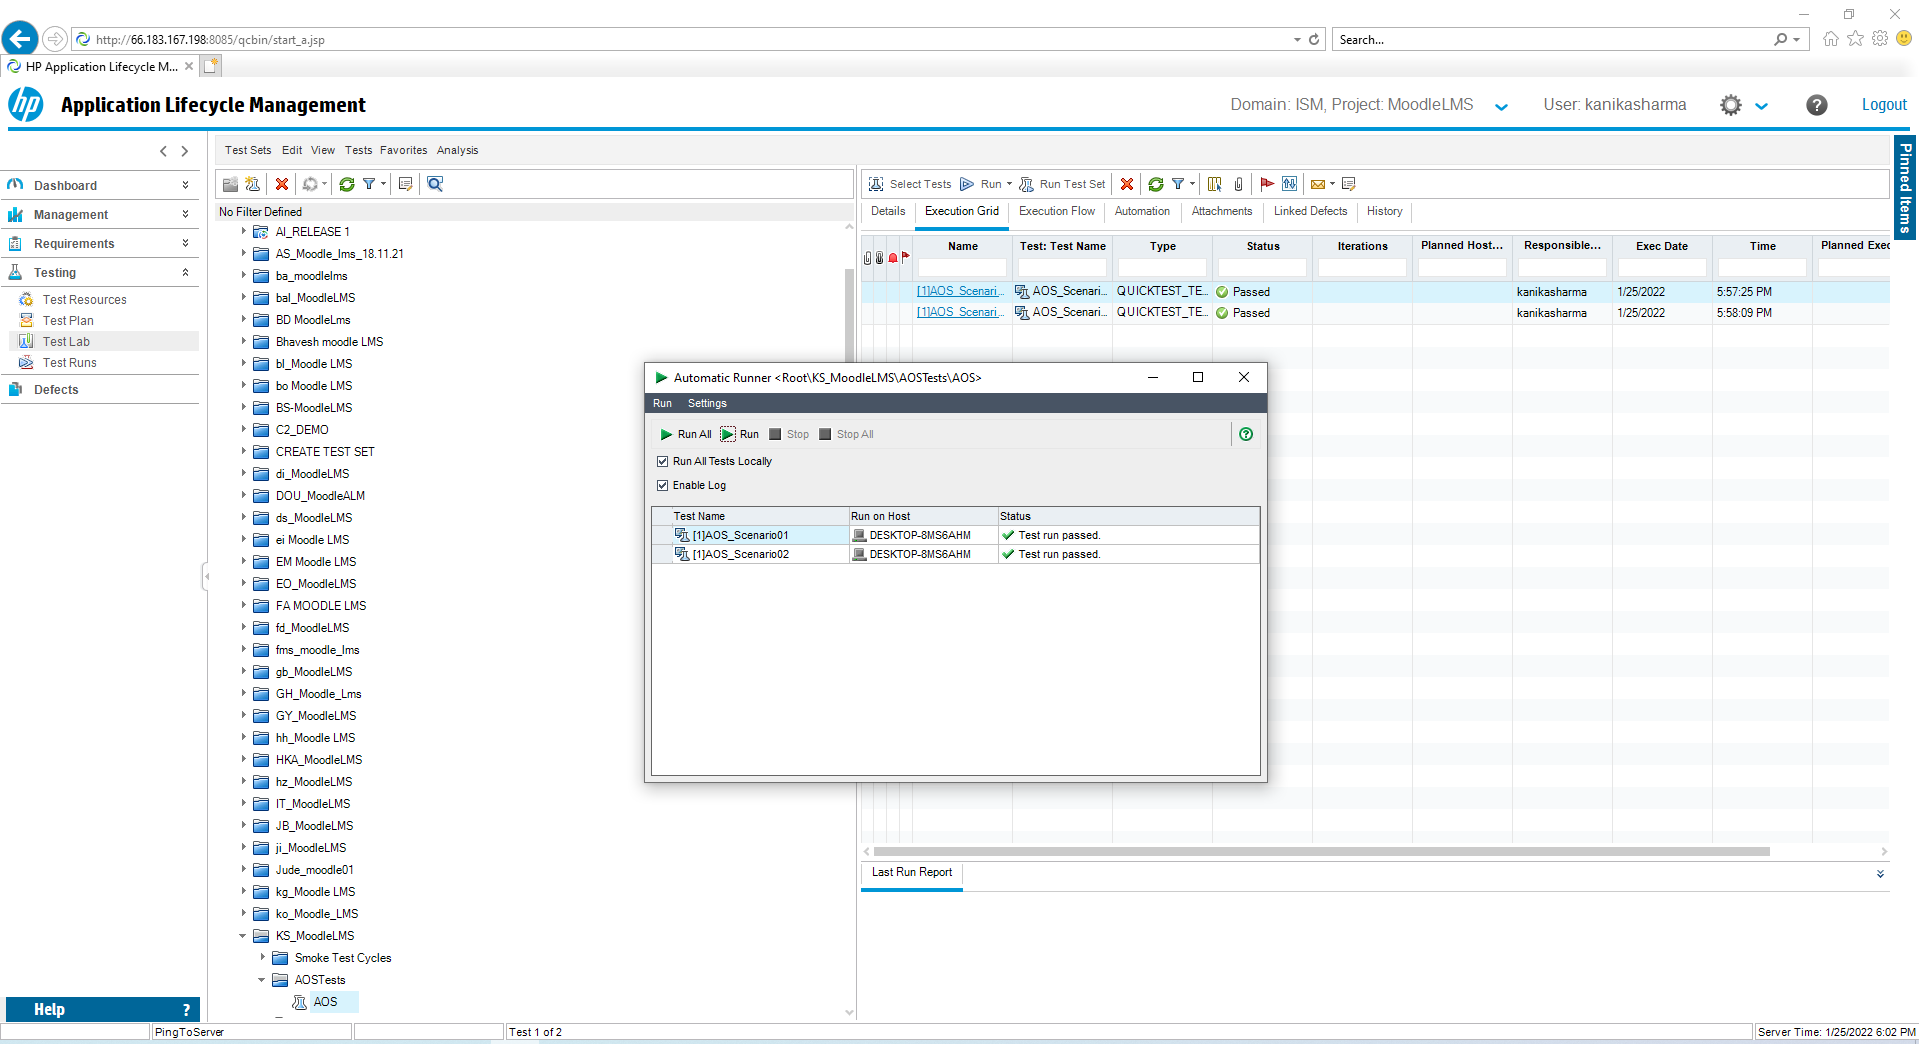 http://66.183.167.198:8085/qcbin/start_a.jsp
Search...
HP Application Lifecycle M...
hp Application Lifecycle Management
Domain: ISM, Project: MoodleLMS
User: kanikasharma
Logout
Pinned Items
Dashboard
Management
Requirements
Testing
Test Resources
Test Plan
Test Lab
Test Runs
Defects
Help ?
Test Sets Edit View Tests Favorites Analysis
No Filter Defined
AI_RELEASE 1
AS_Moodle_lms_18.11.21
ba_moodlelms
bal_MoodleLMS
BD MoodleLms
Bhavesh moodle LMS
bl_Moodle LMS
bo Moodle LMS
BS-MoodleLMS
C2_DEMO
CREATE TEST SET
di_MoodleLMS
DOU_MoodleALM
ds_MoodleLMS
ei Moodle LMS
EM Moodle LMS
EO_MoodleLMS
FA MOODLE LMS
fd_MoodleLMS
fms_moodle_lms
gb_MoodleLMS
GH_Moodle_Lms
GY_MoodleLMS
hh_Moodle LMS
HKA_MoodleLMS
hz_MoodleLMS
IT_MoodleLMS
JB_MoodleLMS
ji_MoodleLMS
Jude_moodle01
kg_Moodle LMS
ko_Moodle_LMS
KS_MoodleLMS
Smoke Test Cycles
AOSTests
AOS
Select Tests Run Run Test Set
Details Execution Grid Execution Flow Automation Attachments Linked Defects History
Name Test: Test Name Type Status Iterations Planned Host... Responsible... Exec Date Time Planned Exec
[1]AOS_Scenari... AOS_Scenari... QUICKTEST_TE... Passed kanikasharma 1/25/2022 5:57:25 PM
[1]AOS_Scenari... AOS_Scenari... QUICKTEST_TE... Passed kanikasharma 1/25/2022 5:58:09 PM
Automatic Runner <Root\KS_MoodleLMS\AOSTests\AOS>
Run Settings
Run All Run Stop Stop All
Run All Tests Locally
Enable Log
Test Name Run on Host Status
[1]AOS_Scenario01 DESKTOP-8MS6AHM Test run passed.
[1]AOS_Scenario02 DESKTOP-8MS6AHM Test run passed.
Last Run Report
PingToServer
Test 1 of 2
Server Time: 1/25/2022 6:02 PM